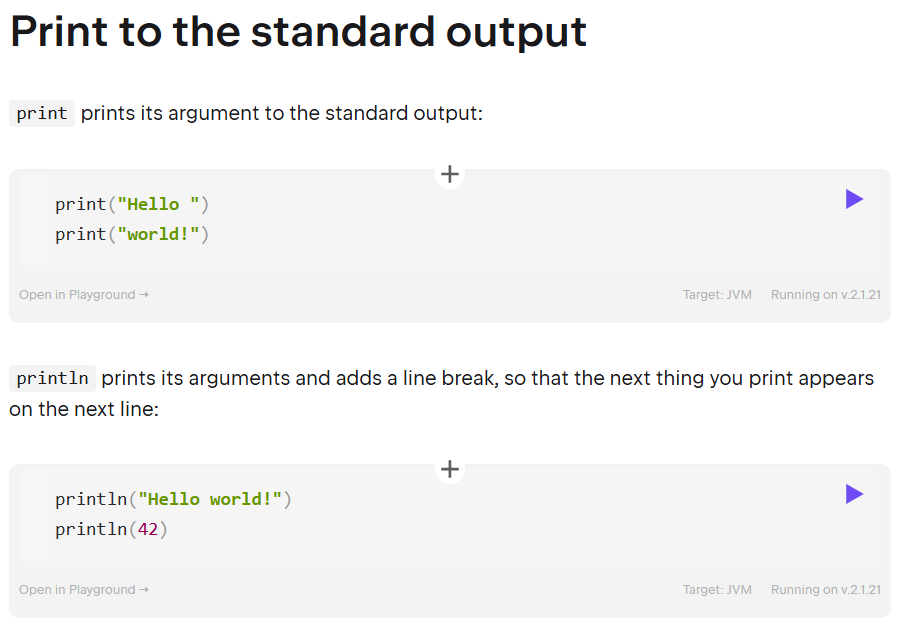 Print to the standard output
print prints its argument to the standard output:
print("Hello ")
print("world!")
Open in Playground →
Target: JVM Running on v.2.1.21
println prints its arguments and adds a line break, so that the next thing you print appears
on the next line:
println("Hello world!")
println(42)
Open in Playground →
Target: JVM Running on v.2.1.21